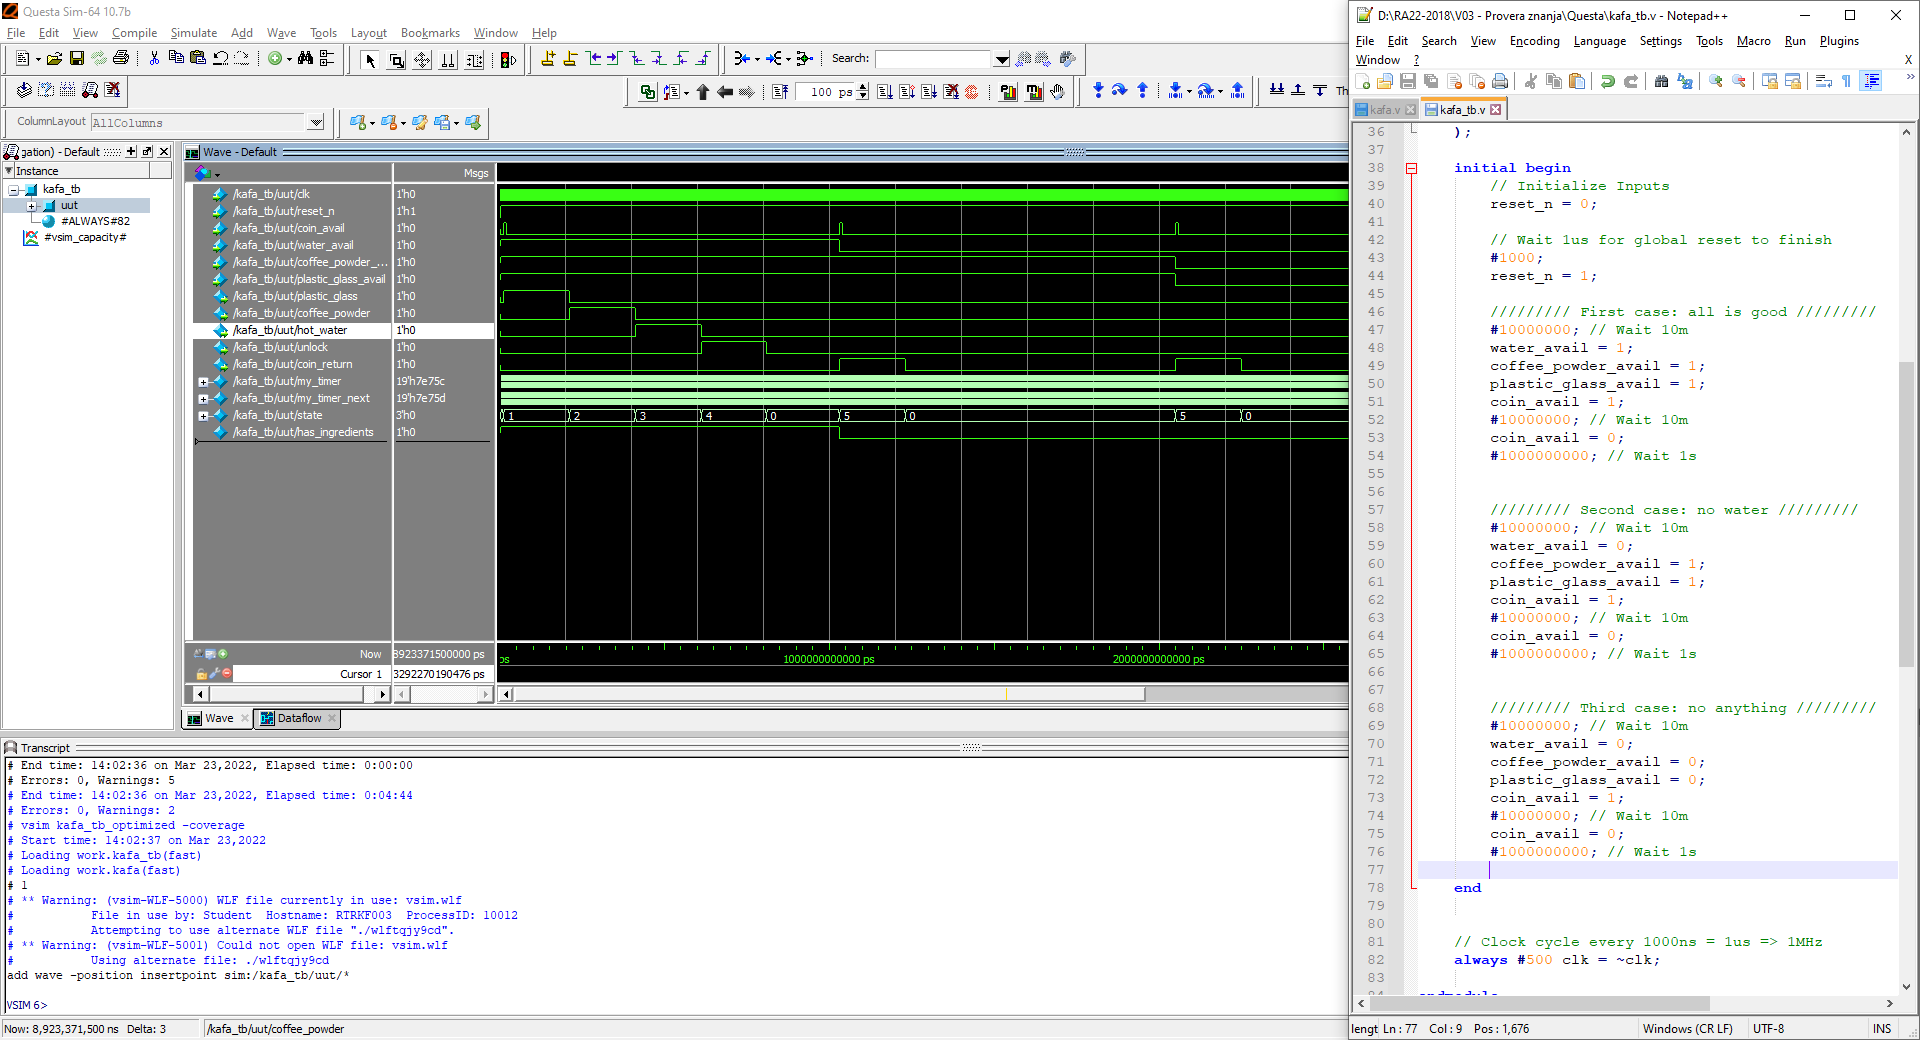 Questa Sim-64 10.7b
File Edit View Compile Simulate Add Wave Tools Layout Bookmarks Window Help
Search:
100 ps
Th
ColumnLayout AllColumns
gation) - Default
Instance
kafa_tb
uut
#ALWAYS#82
#vsim_capacity#
Wave - Default
Msgs
/kafa_tb/uut/clk 1'h0
/kafa_tb/uut/reset_n 1'h1
/kafa_tb/uut/coin_avail 1'h0
/kafa_tb/uut/water_avail 1'h0
/kafa_tb/uut/coffee_powder_... 1'h0
/kafa_tb/uut/plastic_glass_avail 1'h0
/kafa_tb/uut/plastic_glass 1'h0
/kafa_tb/uut/coffee_powder 1'h0
/kafa_tb/uut/hot_water 1'h0
/kafa_tb/uut/unlock 1'h0
/kafa_tb/uut/coin_return 1'h0
/kafa_tb/uut/my_timer 19'h7e75c
/kafa_tb/uut/my_timer_next 19'h7e75d
/kafa_tb/uut/state 3'h0 1 2 3 4 0 5 0 5 0
/kafa_tb/uut/has_ingredients 1'h0
Now 8923371500000 ps
ps 1000000000000 ps 2000000000000 ps
Cursor 1 3292270190476 ps
Wave Dataflow
Transcript
# End time: 14:02:36 on Mar 23,2022, Elapsed time: 0:00:00
# Errors: 0, Warnings: 5
# End time: 14:02:36 on Mar 23,2022, Elapsed time: 0:04:44
# Errors: 0, Warnings: 2
# vsim kafa_tb_optimized -coverage
# Start time: 14:02:37 on Mar 23,2022
# Loading work.kafa_tb(fast)
# Loading work.kafa(fast)
# 1
# ** Warning: (vsim-WLF-5000) WLF file currently in use: vsim.wlf
# File in use by: Student Hostname: RTRKF003 ProcessID: 10012
# Attempting to use alternate WLF file "./wlftqjy9cd".
# ** Warning: (vsim-WLF-5001) Could not open WLF file: vsim.wlf
# Using alternate file: ./wlftqjy9cd
add wave -position insertpoint sim:/kafa_tb/uut/*
VSIM 6>
Now: 8,923,371,500 ns Delta: 3 /kafa_tb/uut/coffee_powder
D:\RA22-2018\V03 - Provera znanja\Questa\kafa_tb.v - Notepad++
File Edit Search View Encoding Language Settings Tools Macro Run Plugins
Window ? X
kafa.v kafa_tb.v
36 );
37
38 initial begin
39 // Initialize Inputs
40 reset_n = 0;
41
42 // Wait 1us for global reset to finish
43 #1000;
44 reset_n = 1;
45
46 ///////// First case: all is good /////////
47 #10000000; // Wait 10m
48 water_avail = 1;
49 coffee_powder_avail = 1;
50 plastic_glass_avail = 1;
51 coin_avail = 1;
52 #10000000; // Wait 10m
53 coin_avail = 0;
54 #1000000000; // Wait 1s
55
56
57 ///////// Second case: no water /////////
58 #10000000; // Wait 10m
59 water_avail = 0;
60 coffee_powder_avail = 1;
61 plastic_glass_avail = 1;
62 coin_avail = 1;
63 #10000000; // Wait 10m
64 coin_avail = 0;
65 #1000000000; // Wait 1s
66
67
68 ///////// Third case: no anything /////////
69 #10000000; // Wait 10m
70 water_avail = 0;
71 coffee_powder_avail = 0;
72 plastic_glass_avail = 0;
73 coin_avail = 1;
74 #10000000; // Wait 10m
75 coin_avail = 0;
76 #1000000000; // Wait 1s
77
78 end
79
80
81 // Clock cycle every 1000ns = 1us => 1MHz
82 always #500 clk = ~clk;
83
84 endmodule
lengt Ln : 77 Col : 9 Pos : 1,676 Windows (CR LF) UTF-8 INS